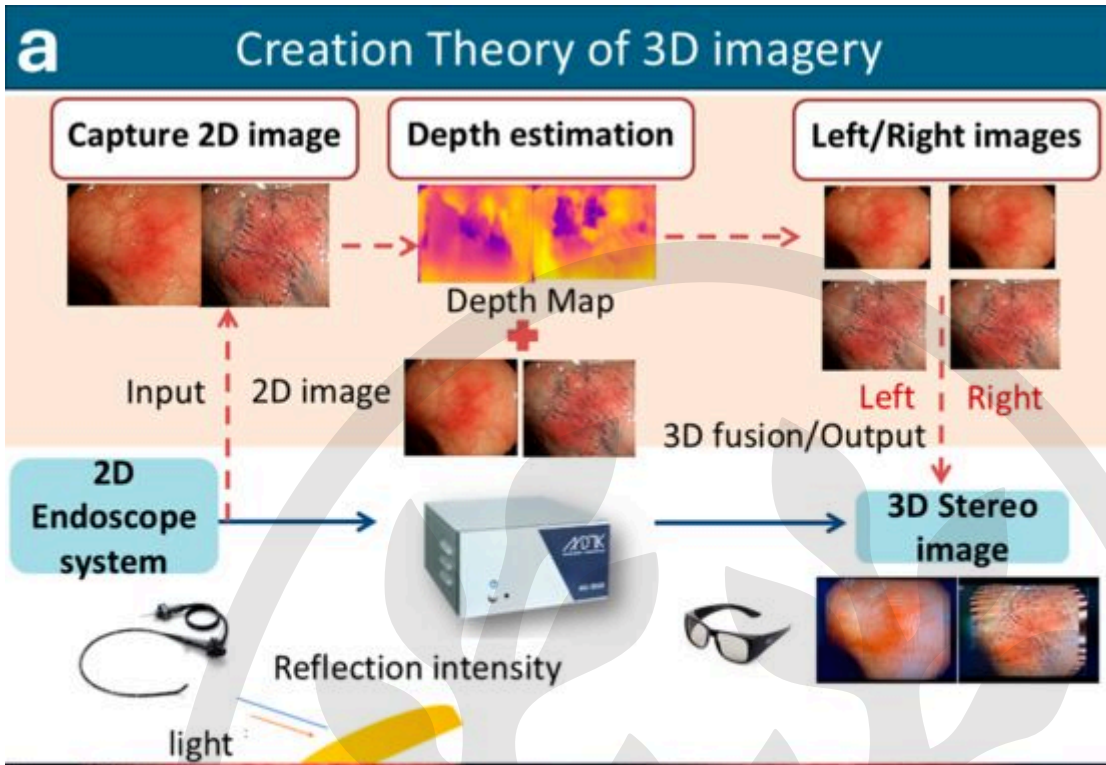 a
Creation Theory of 3D imagery
Capture 2D image
Depth estimation
Left/Right images
Depth Map
Input
2D image
Left
Right
3D fusion/Output
2D
Endoscope
system
3D Stereo
image
Reflection intensity
light